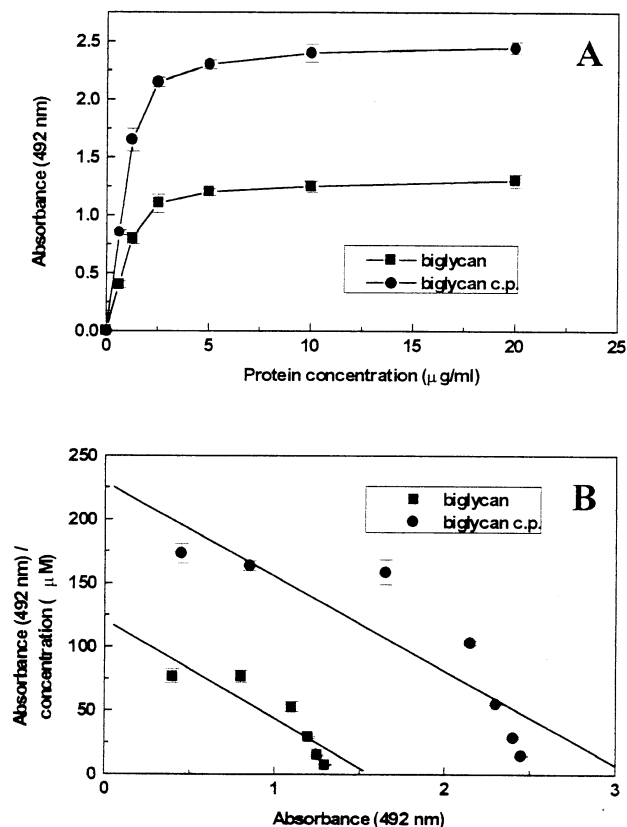 A
2.5
2.0
1.5
1.0
0.5
0.0
Absorbance (492 nm)
biglycan
biglycan c.p.
0 5 10 15 20 25
Protein concentration (μg/ml)
B
250
200
150
100
50
0
Absorbance (492 nm) /
concentration (μM)
biglycan
biglycan c.p.
0 1 2 3
Absorbance (492 nm)